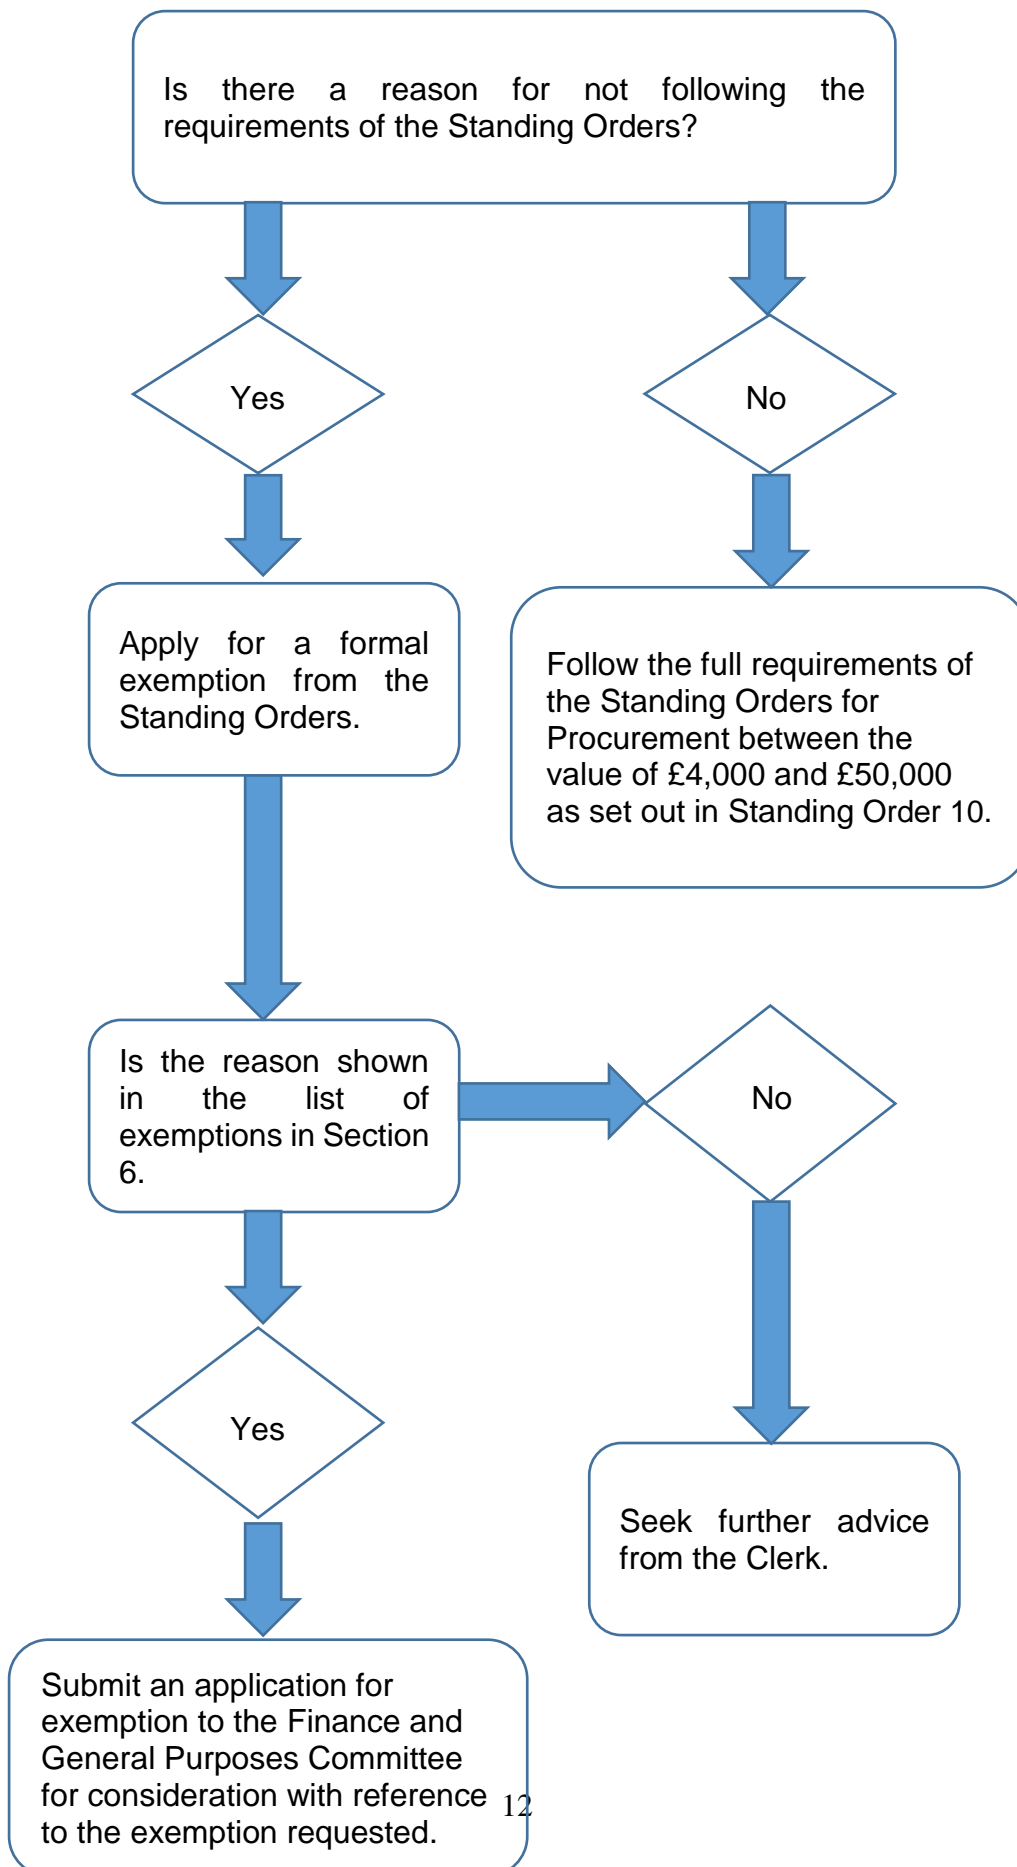 Is there a reason for not following the
requirements of the Standing Orders?
Yes
No
Apply for a formal
exemption from the
Standing Orders.
Follow the full requirements of
the Standing Orders for
Procurement between the
value of £4,000 and £50,000
as set out in Standing Order 10.
Is the reason shown
in the list of
exemptions in Section
6.
No
Yes
Seek further advice
from the Clerk.
Submit an application for
exemption to the Finance and
General Purposes Committee
for consideration with reference
to the exemption requested.
12